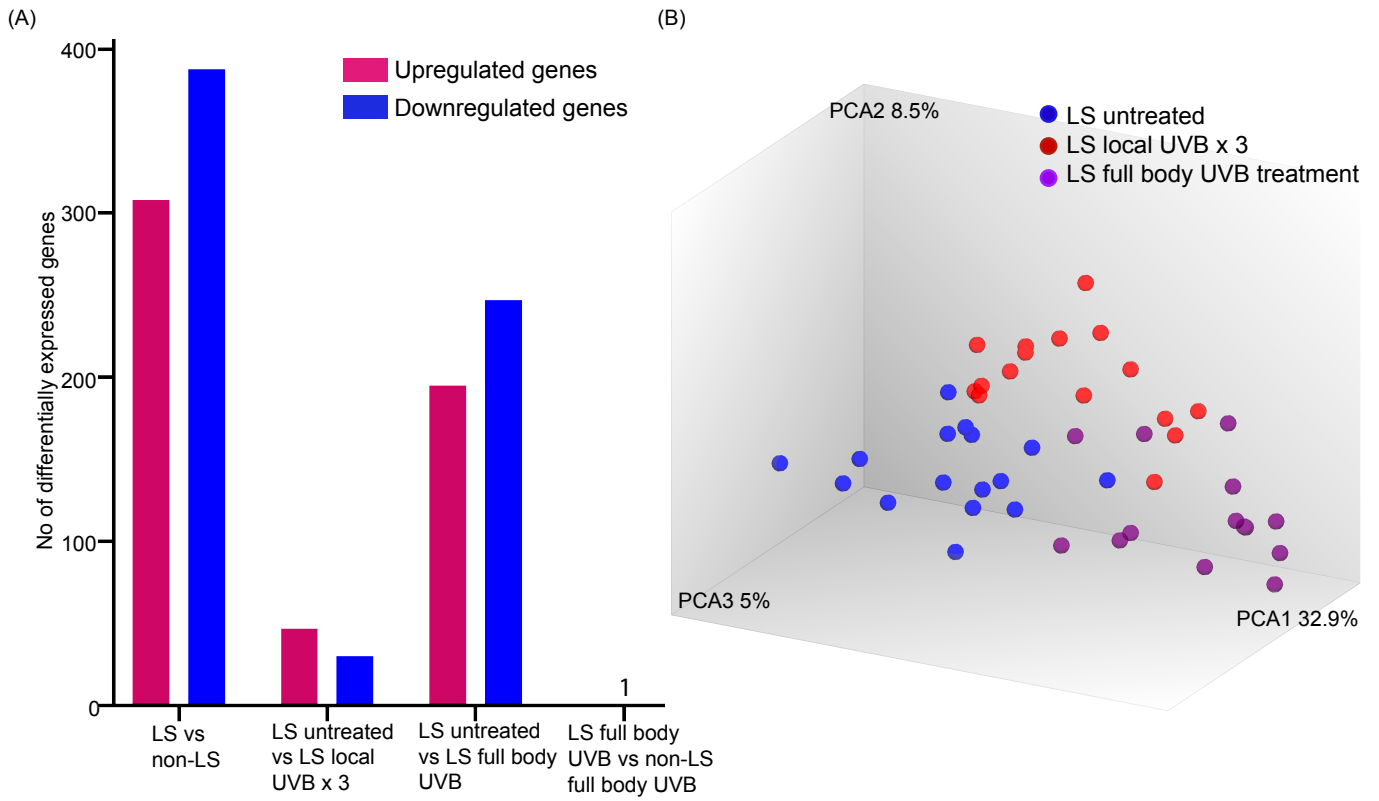 (A)
No of differentially expressed genes
400
300
200
100
0
Upregulated genes
Downregulated genes
1
LS vs
non-LS
LS untreated
vs LS local
UVB x 3
LS untreated
vs LS full body
UVB
LS full body
UVB vs non-LS
full body UVB
(B)
PCA2 8.5%
LS untreated
LS local UVB x 3
LS full body UVB treatment
PCA3 5%
PCA1 32.9%